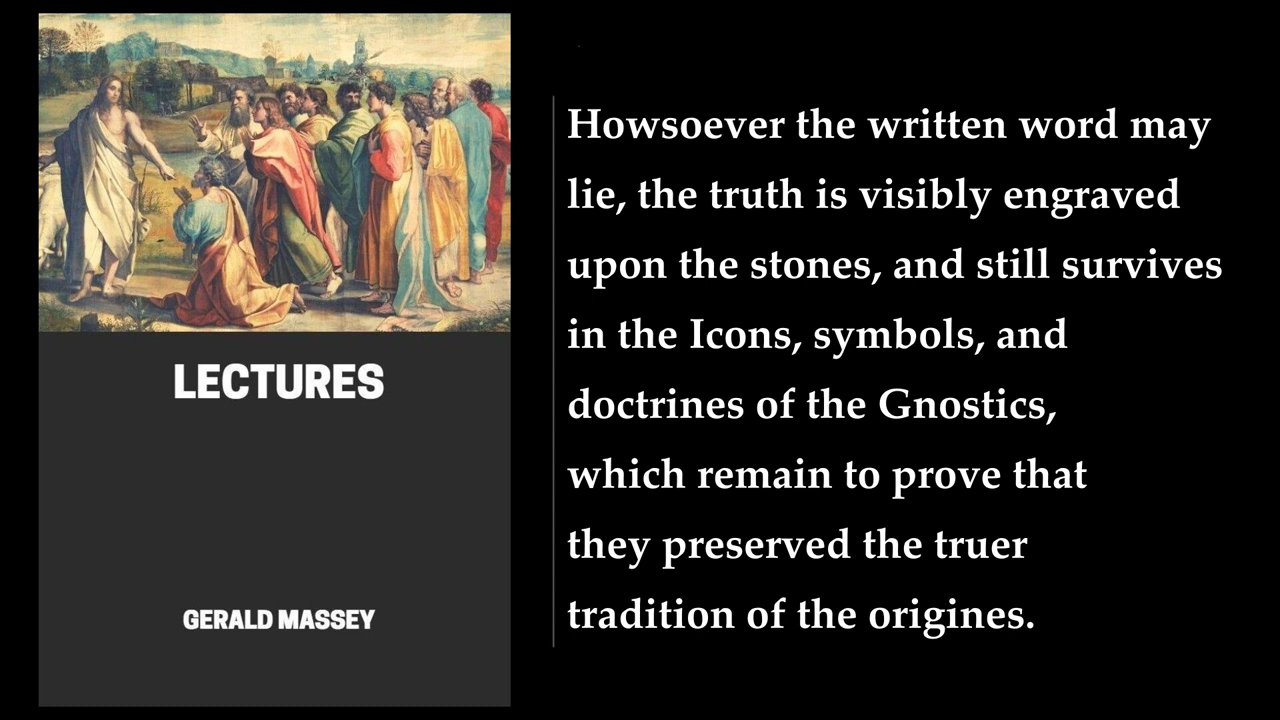 LECTURES
GERALD MASSEY
Howsoever the written word may
lie, the truth is visibly engraved
upon the stones, and still survives
in the Icons, symbols, and
doctrines of the Gnostics,
which remain to prove that
they preserved the truer
tradition of the origines.